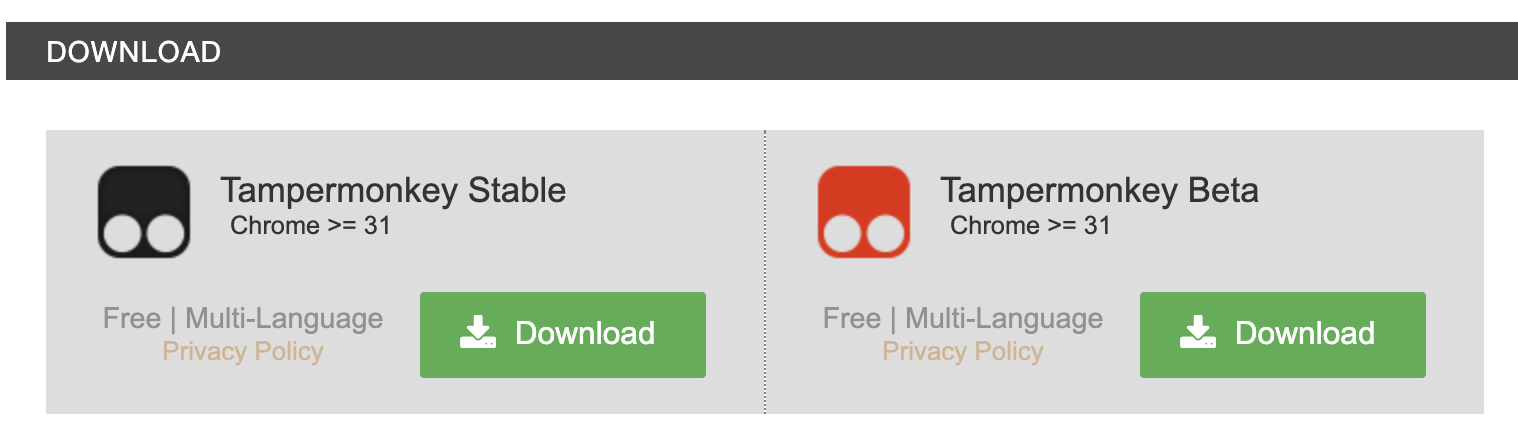 DOWNLOAD
Tampermonkey Stable
Chrome >= 31
Free | Multi-Language
Privacy Policy
Download
Tampermonkey Beta
Chrome >= 31
Free | Multi-Language
Privacy Policy
Download